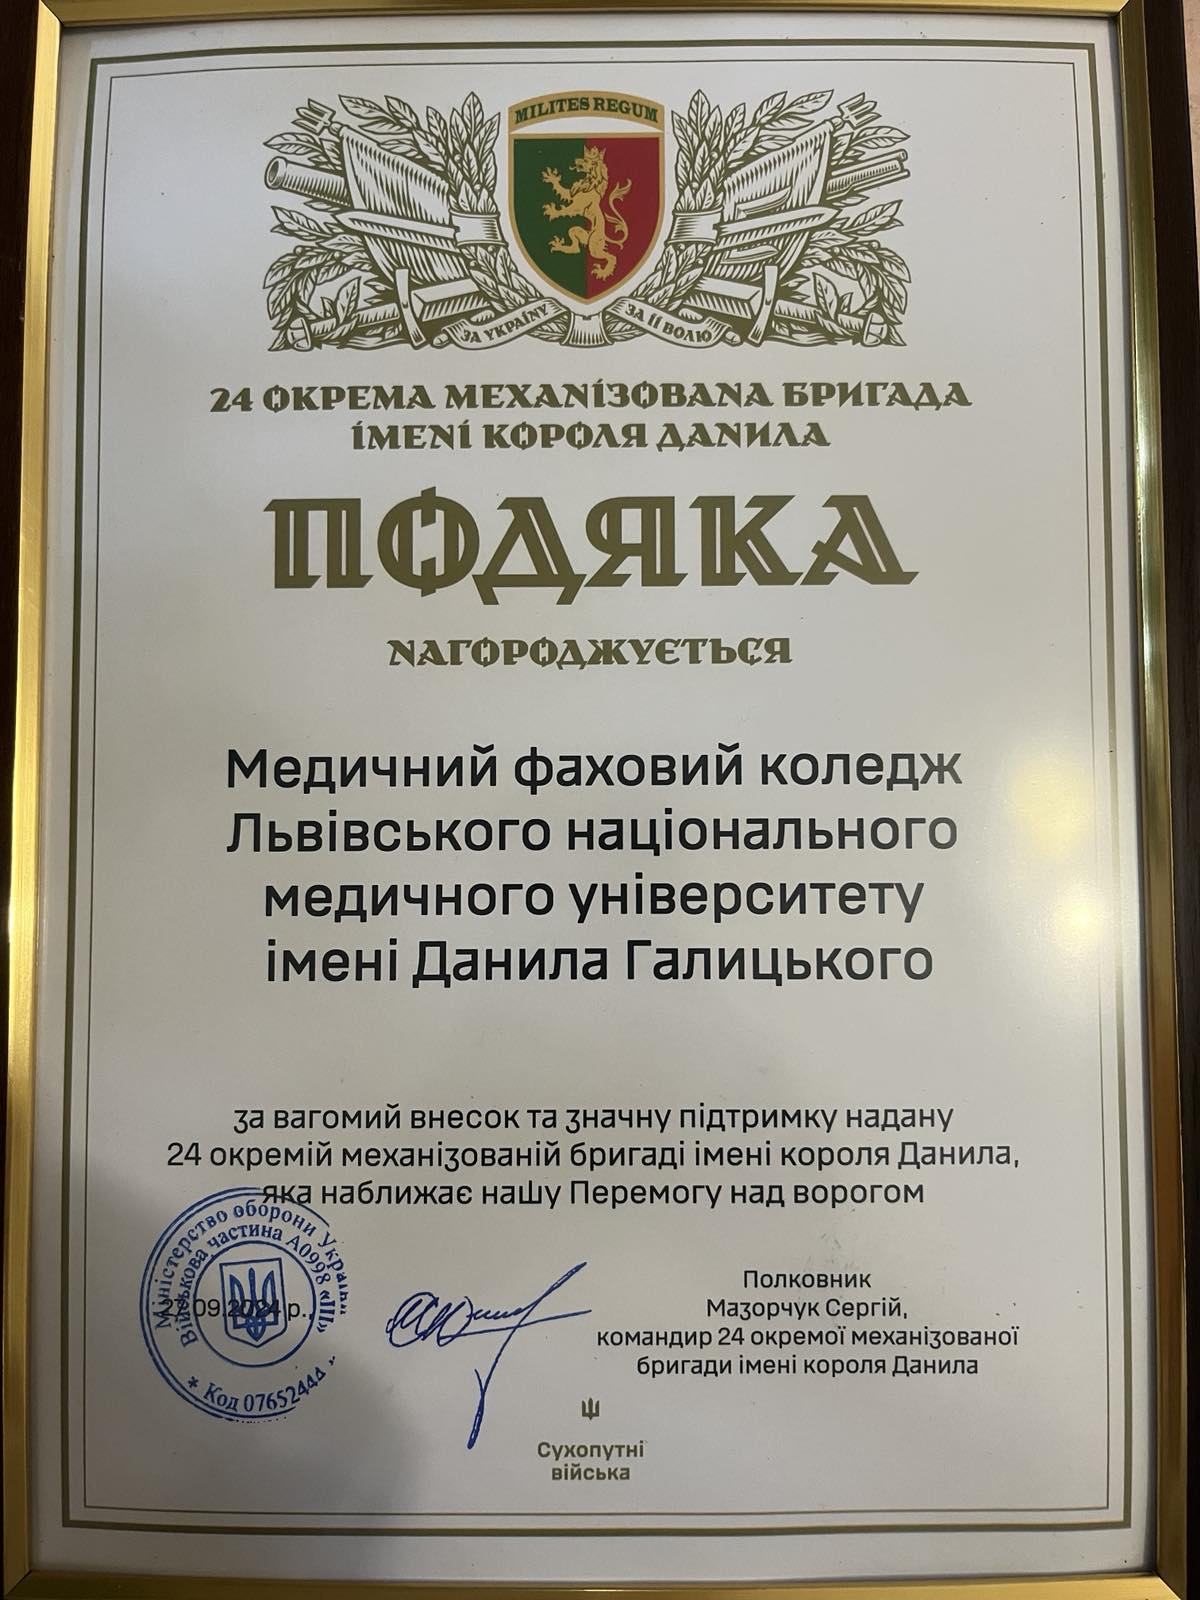 MILITES REGUM
ЗА УКРАЇНУ ЗА ЇЇ ВОЛЮ
24 ОКРЕМА МЕХАНІЗОВАНА БРИГАДА
ІМЕНІ КОРОЛЯ ДАНИЛА
ПОДЯКА
НАГОРОДЖУЄТЬСЯ
Медичний фаховий коледж
Львівського національного
медичного університету
імені Данила Галицького
за вагомий внесок та значну підтримку надану
24 окремій механізованій бригаді імені короля Данила,
яка наближає нашу Перемогу над ворогом
Міністерство оборони України
Військова частина А0998 «ІІІ»
* Код 07652444
.09.2024 р.
Полковник
Мазорчук Сергій,
командир 24 окремої механізованої
бригади імені короля Данила
Сухопутні
війська